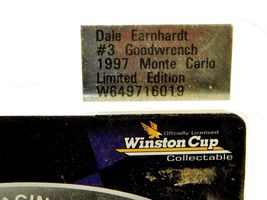 Dale Earnhardt
#3 Goodwrench
1997 Monte Carlo
Limited Edition
W649716019
Officially Licensed
Winston Cup
Collectable